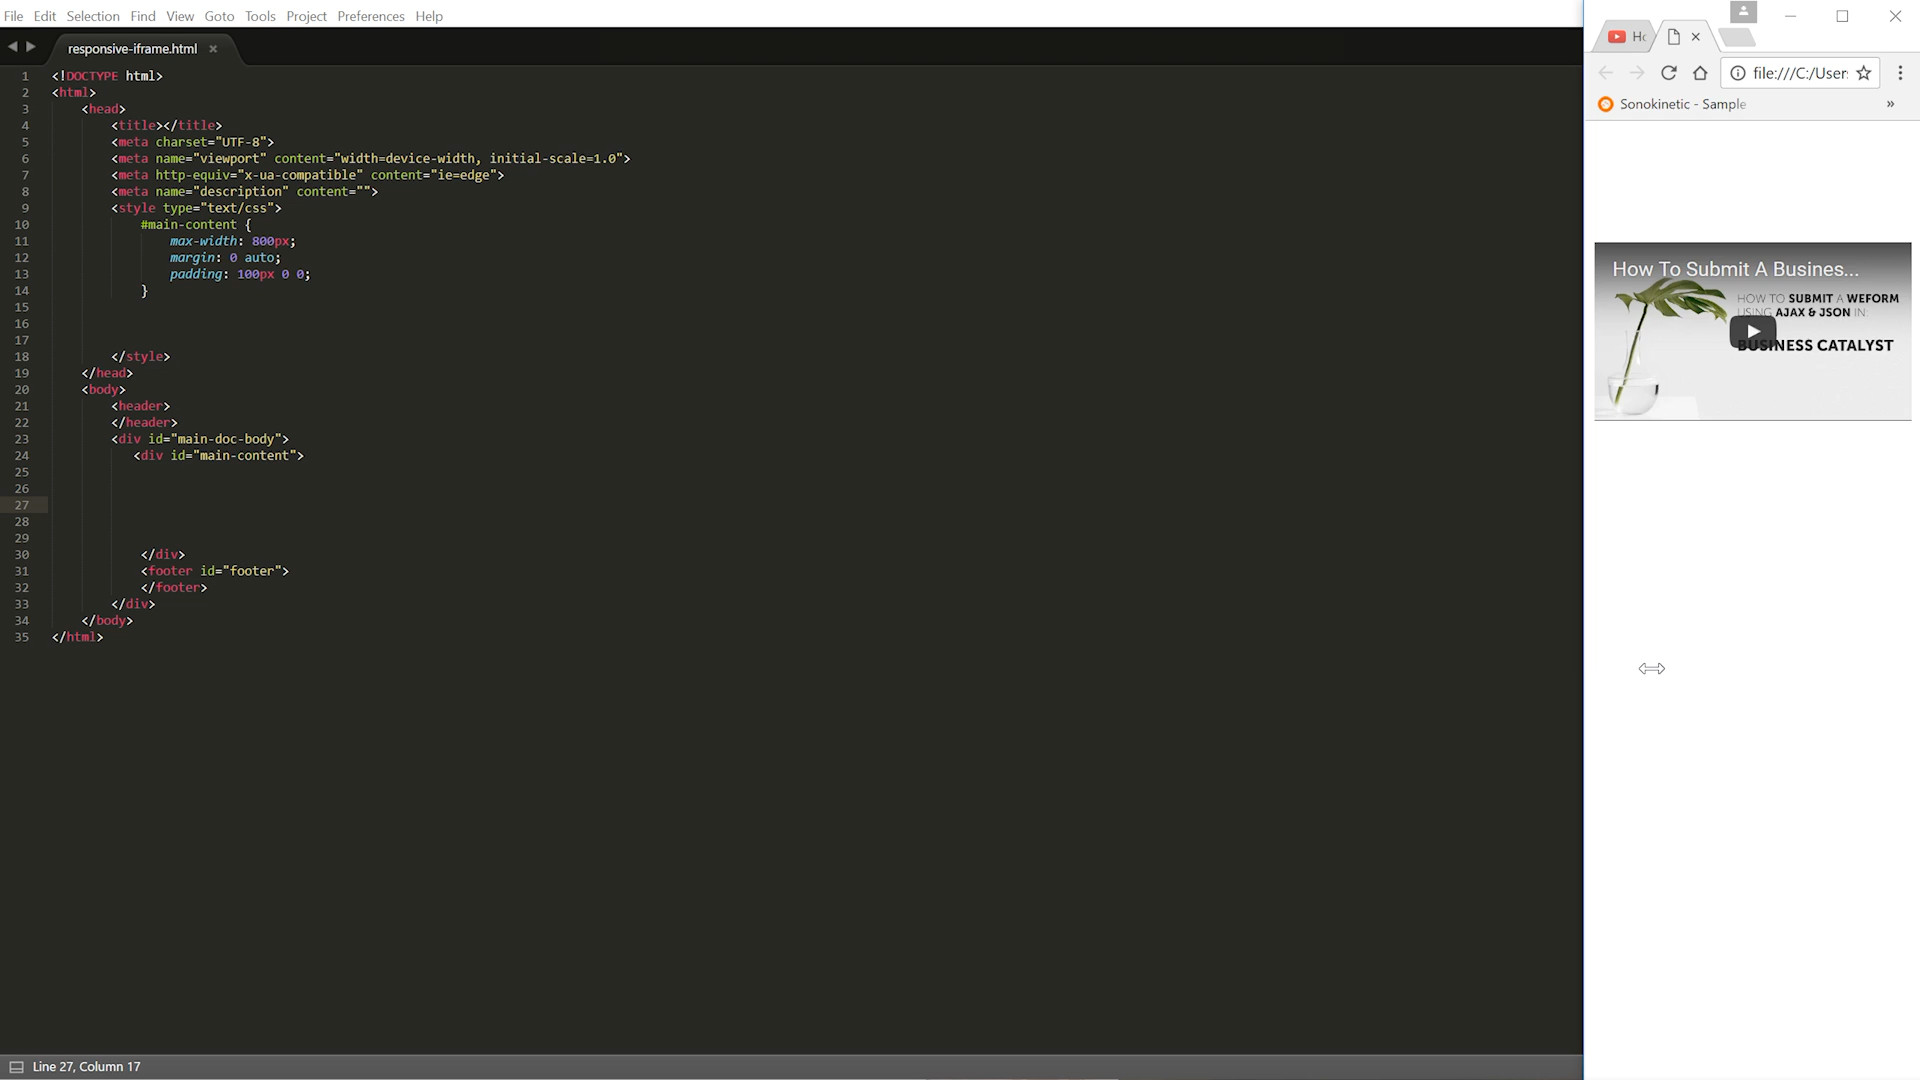 File Edit Selection Find View Goto Tools Project Preferences Help
responsive-iframe.html
1 <!DOCTYPE html>
2 <html>
3 <head>
4 <title></title>
5 <meta charset="UTF-8">
6 <meta name="viewport" content="width=device-width, initial-scale=1.0">
7 <meta http-equiv="x-ua-compatible" content="ie=edge">
8 <meta name="description" content="">
9 <style type="text/css">
10 #main-content {
11 max-width: 800px;
12 margin: 0 auto;
13 padding: 100px 0 0;
14 }
15
16
17
18 </style>
19 </head>
20 <body>
21 <header>
22 </header>
23 <div id="main-doc-body">
24 <div id="main-content">
25
26
27
28
29
30 </div>
31 <footer id="footer">
32 </footer>
33 </div>
34 </body>
35 </html>
Line 27, Column 17
Hc
file:///C:/User:
Sonokinetic - Sample
»
How To Submit A Busines...
HOW TO SUBMIT A WEFORM
USING AJAX & JSON IN:
BUSINESS CATALYST